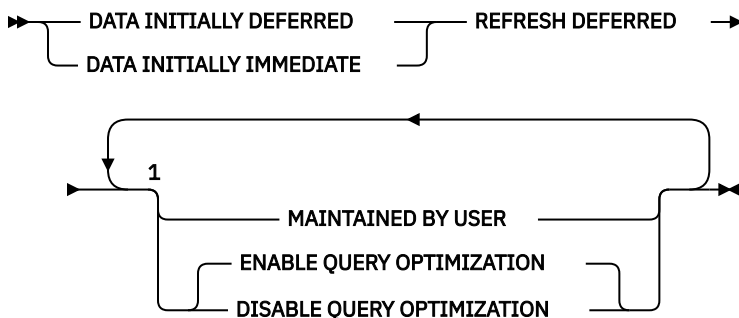 DATA INITIALLY DEFERRED REFRESH DEFERRED
DATA INITIALLY IMMEDIATE
1
MAINTAINED BY USER
ENABLE QUERY OPTIMIZATION
DISABLE QUERY OPTIMIZATION